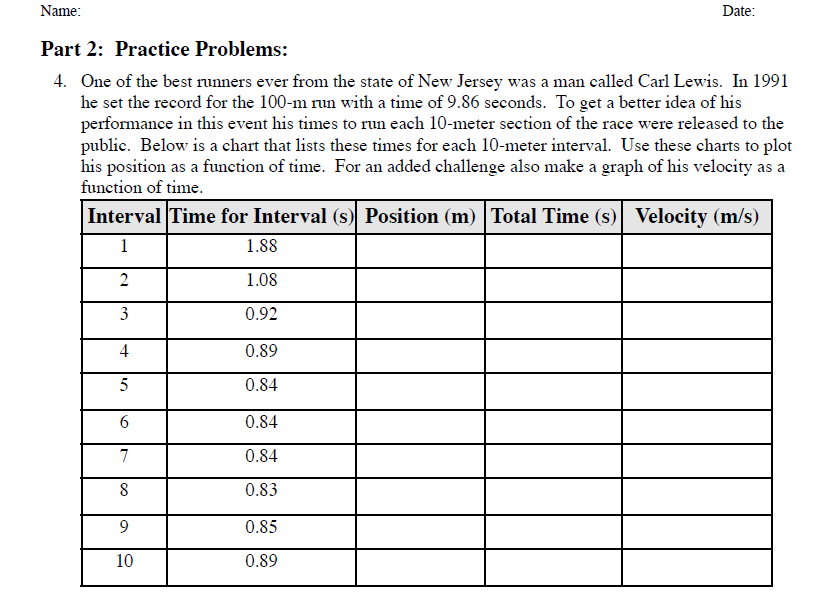 Name: Date:
Part 2: Practice Problems:
4. One of the best runners ever from the state of New Jersey was a man called Carl Lewis. In 1991
he set the record for the 100-m run with a time of 9.86 seconds. To get a better idea of his
performance in this event his times to run each 10-meter section of the race were released to the
public. Below is a chart that lists these times for each 10-meter interval. Use these charts to plot
his position as a function of time. For an added challenge also make a graph of his velocity as a
function of time.
Interval Time for Interval (s) Position (m) Total Time (s) Velocity (m/s)
1 1.88
2 1.08
3 0.92
4 0.89
5 0.84
6 0.84
7 0.84
8 0.83
9 0.85
10 0.89